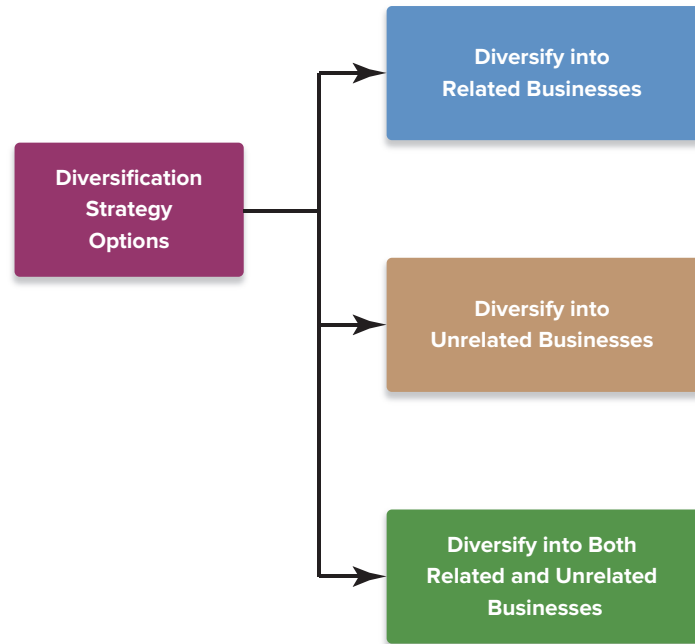 Diversify into
Related Businesses
Diversification
Strategy
Options
Diversify into
Unrelated Businesses
Diversify into Both
Related and Unrelated
Businesses